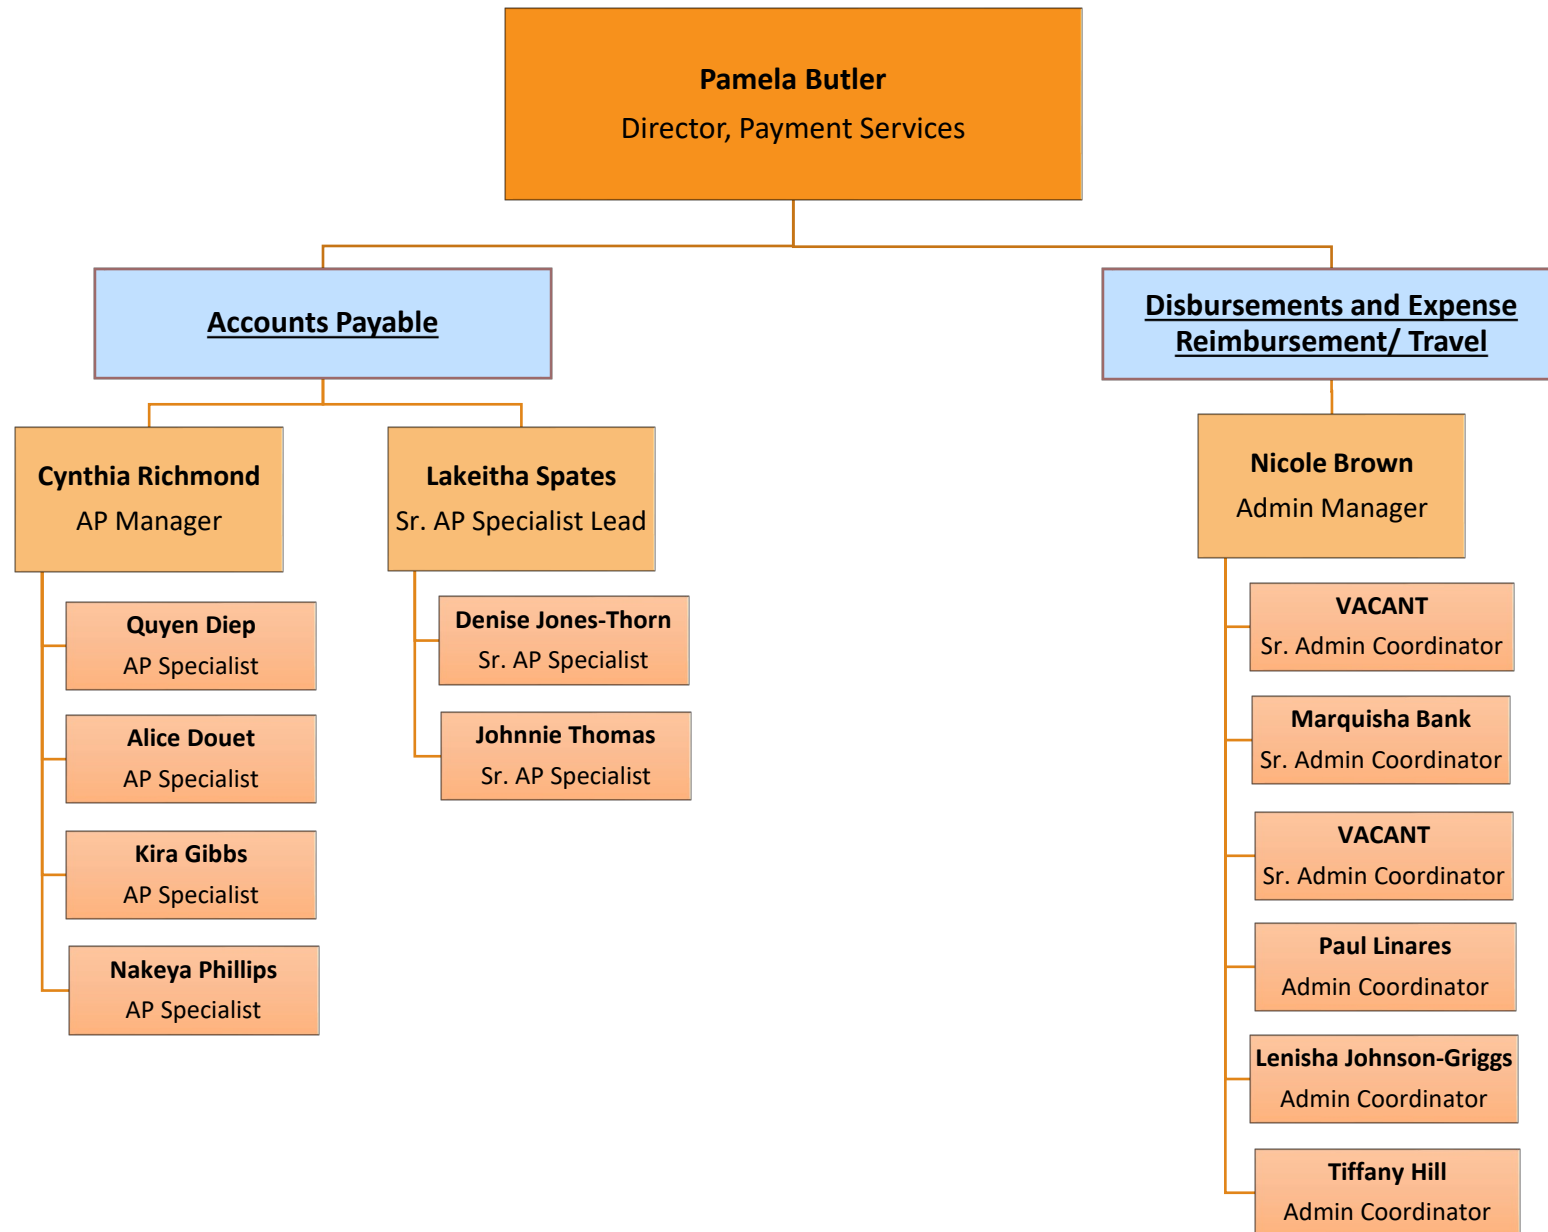 Pamela Butler
Director, Payment Services
Accounts Payable
Cynthia Richmond
AP Manager
Quyen Diep
AP Specialist
Alice Douet
AP Specialist
Kira Gibbs
AP Specialist
Nakeya Phillips
AP Specialist
Lakeitha Spates
Sr. AP Specialist Lead
Denise Jones-Thorn
Sr. AP Specialist
Johnnie Thomas
Sr. AP Specialist
Disbursements and Expense
Reimbursement/ Travel
Nicole Brown
Admin Manager
VACANT
Sr. Admin Coordinator
Marquisha Bank
Sr. Admin Coordinator
VACANT
Sr. Admin Coordinator
Paul Linares
Admin Coordinator
Lenisha Johnson-Griggs
Admin Coordinator
Tiffany Hill
Admin Coordinator